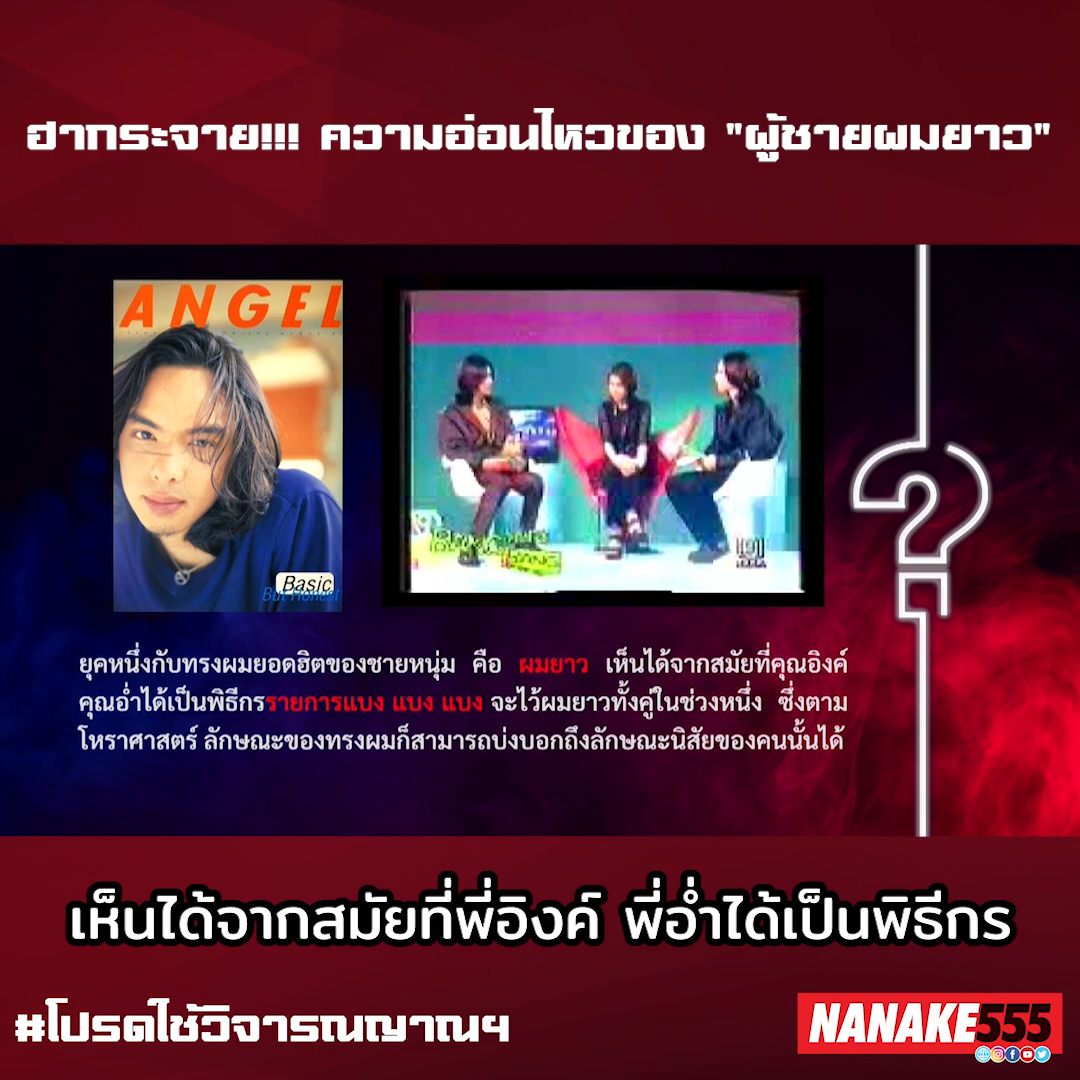 ฮากระจาย!!! ความอ่อนไหวของ "ผู้ชายผมยาว"
ANGEL
Basic
But Honest
ยุคหนึ่งกับทรงผมยอดฮิตของชายหนุ่ม คือ ผมยาว เห็นได้จากสมัยที่คุณอิงค์
คุณอ่ำได้เป็นพิธีกรรายการแบง แบง แบง จะไว้ผมยาวทั้งคู่ในช่วงหนึ่ง ซึ่งตาม
โหราศาสตร์ ลักษณะของทรงผมก็สามารถบ่งบอกถึงลักษณะนิสัยของคนนั้นได้
เห็นได้จากสมัยที่พี่อิงค์ พี่อ่ำได้เป็นพิธีกร
#โปรดใช้วิจารณญาณฯ
NANAKE555